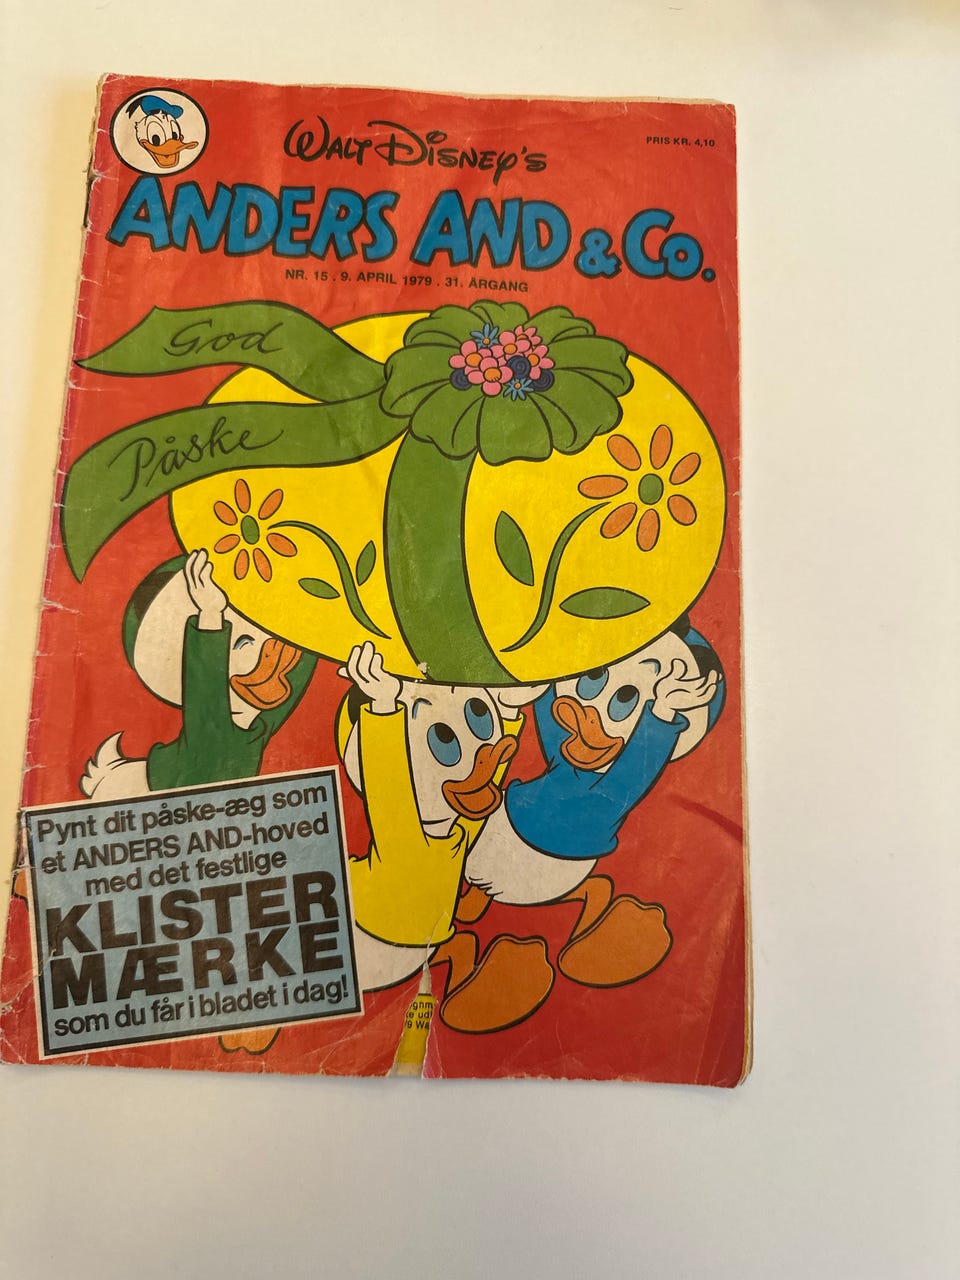 WALT DISNEY'S
PRIS KR. 4,10
ANDERS AND & Co.
NR. 15 . 9. APRIL 1979 . 31. ÅRGANG
God
Påske
Pynt dit påske-æg som
et ANDERS AND-hoved
med det festlige
KLISTER
MÆRKE
som du får i bladet i dag!